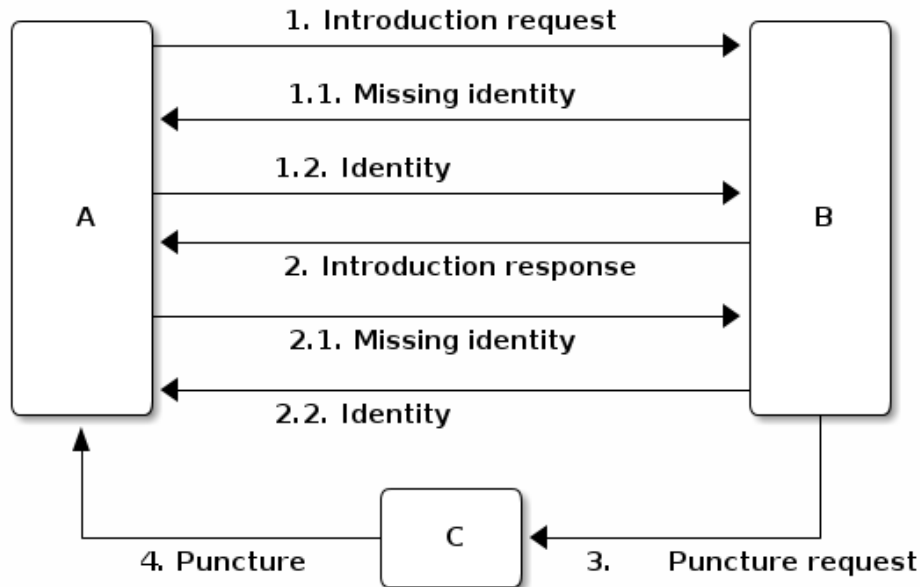 1. Introduction request
1.1. Missing identity
1.2. Identity
A
B
2. Introduction response
2.1. Missing identity
2.2. Identity
C
4. Puncture
3. Puncture request